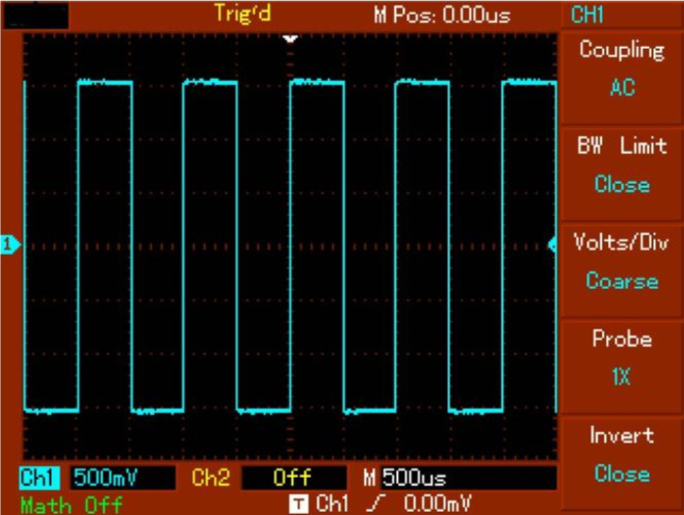 Trig'd M Pos: 0.00us CH1
Coupling
AC
BW Limit
Close
1
Volts/Div
Coarse
Probe
1X
Invert
Close
Ch1 500mV Ch2 Off M 500us
Math Off T Ch1 0.00mV